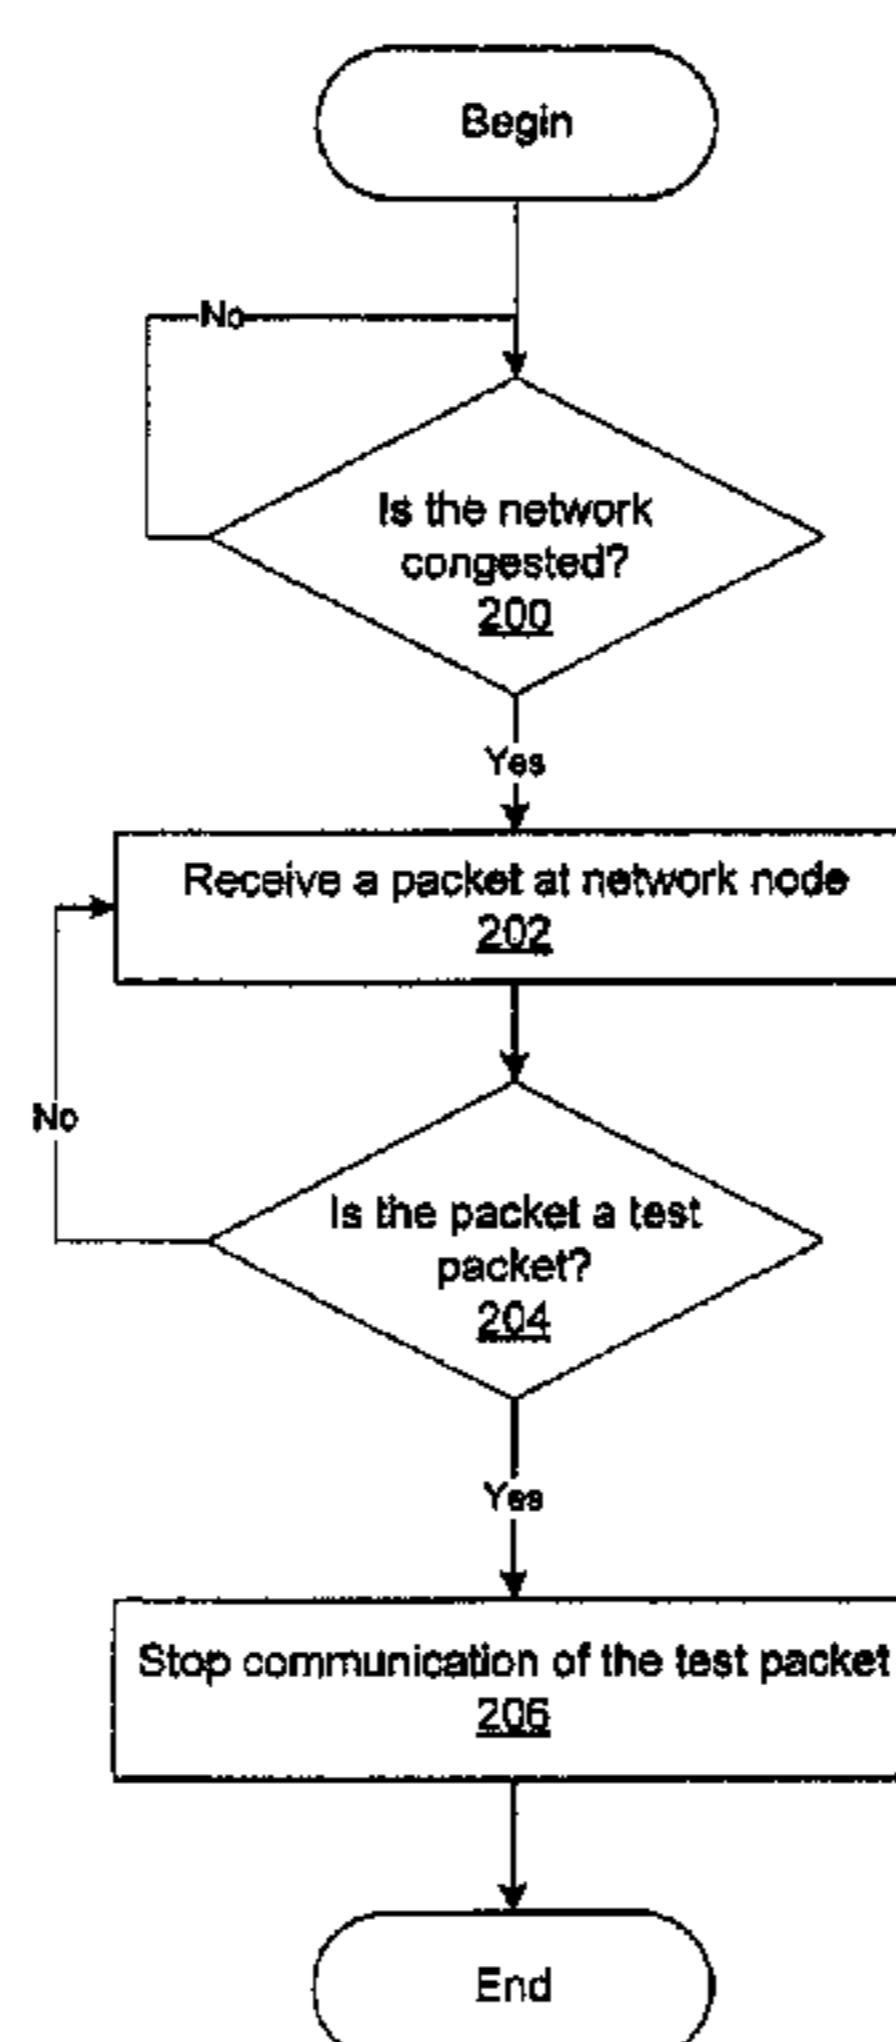 Begin
No
Is the network
congested?
200
Yes
Receive a packet at network node
202
No
Is the packet a test
packet?
204
Yes
Stop communication of the test packet
206
End